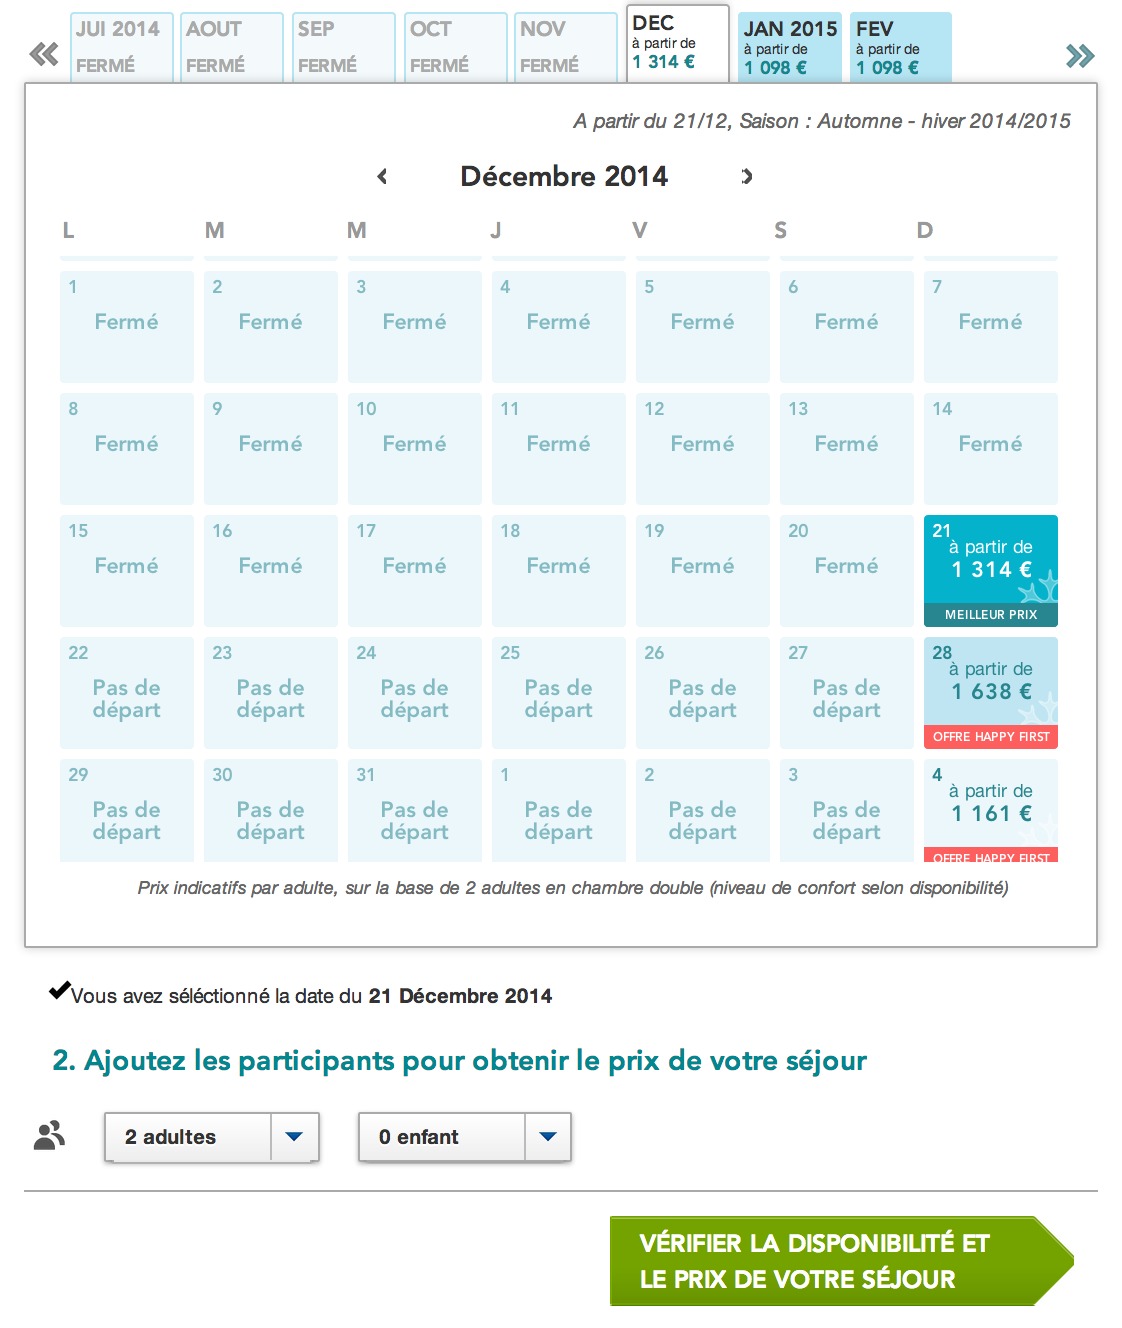 JUI 2014
FERMÉ
AOUT
FERMÉ
SEP
FERMÉ
OCT
FERMÉ
NOV
FERMÉ
DEC
à partir de
1 314 €
JAN 2015
à partir de
1 098 €
FEV
à partir de
1 098 €
A partir du 21/12, Saison : Automne - hiver 2014/2015
Décembre 2014
L M M J V S D
1
Fermé
2
Fermé
3
Fermé
4
Fermé
5
Fermé
6
Fermé
7
Fermé
8
Fermé
9
Fermé
10
Fermé
11
Fermé
12
Fermé
13
Fermé
14
Fermé
15
Fermé
16
Fermé
17
Fermé
18
Fermé
19
Fermé
20
Fermé
21
à partir de
1 314 €
MEILLEUR PRIX
22
Pas de
départ
23
Pas de
départ
24
Pas de
départ
25
Pas de
départ
26
Pas de
départ
27
Pas de
départ
28
à partir de
1 638 €
OFFRE HAPPY FIRST
29
Pas de
départ
30
Pas de
départ
31
Pas de
départ
1
Pas de
départ
2
Pas de
départ
3
Pas de
départ
4
à partir de
1 161 €
OFFRE HAPPY FIRST
Prix indicatifs par adulte, sur la base de 2 adultes en chambre double (niveau de confort selon disponibilité)
Vous avez séléctionné la date du 21 Décembre 2014
2. Ajoutez les participants pour obtenir le prix de votre séjour
2 adultes
0 enfant
VÉRIFIER LA DISPONIBILITÉ ET
LE PRIX DE VOTRE SÉJOUR